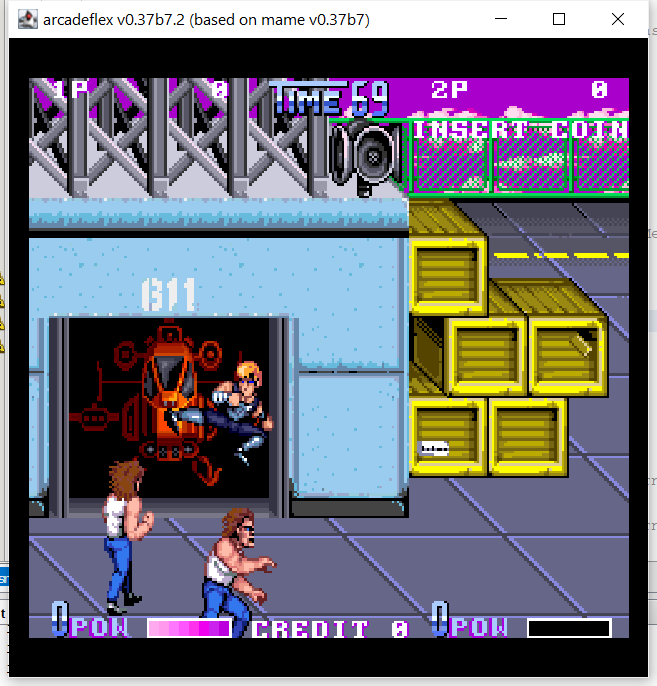 arcadeflex v0.37b7.2 (based on mame v0.37b7)
1P 0 TIME 59 2P 0
INSERT COIN
611
0 POW CREDIT 0 0 POW